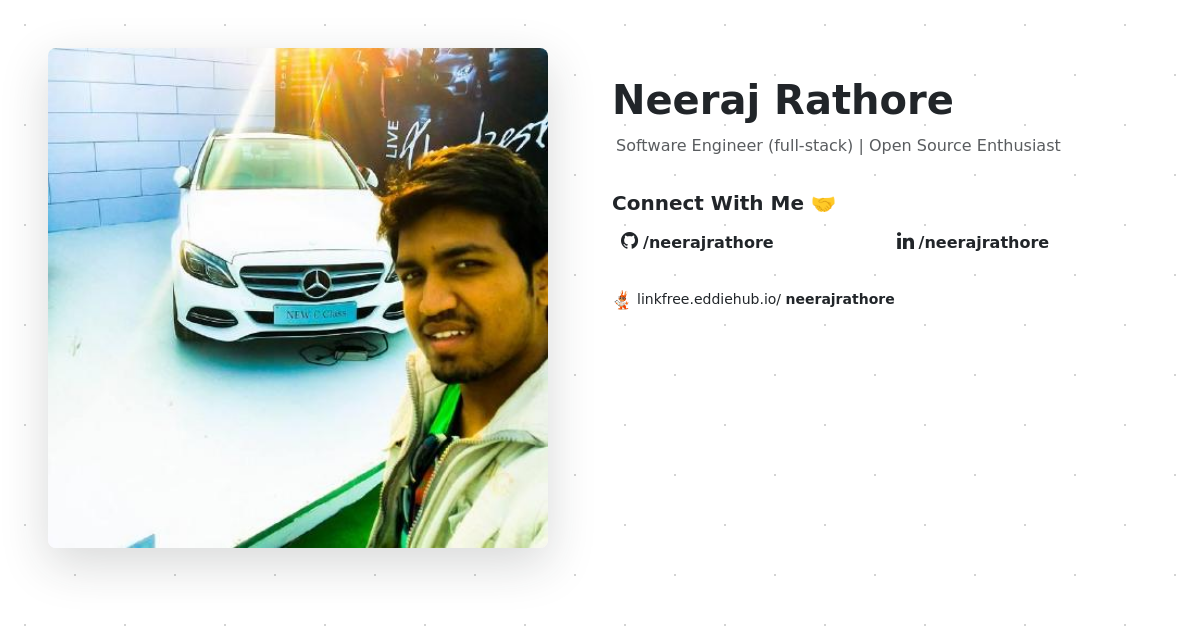 LIVE
NEW C Class
Neeraj Rathore
Software Engineer (full-stack) | Open Source Enthusiast
Connect With Me 🤝
/neerajrathore
/neerajrathore
linkfree.eddiehub.io/ neerajrathore